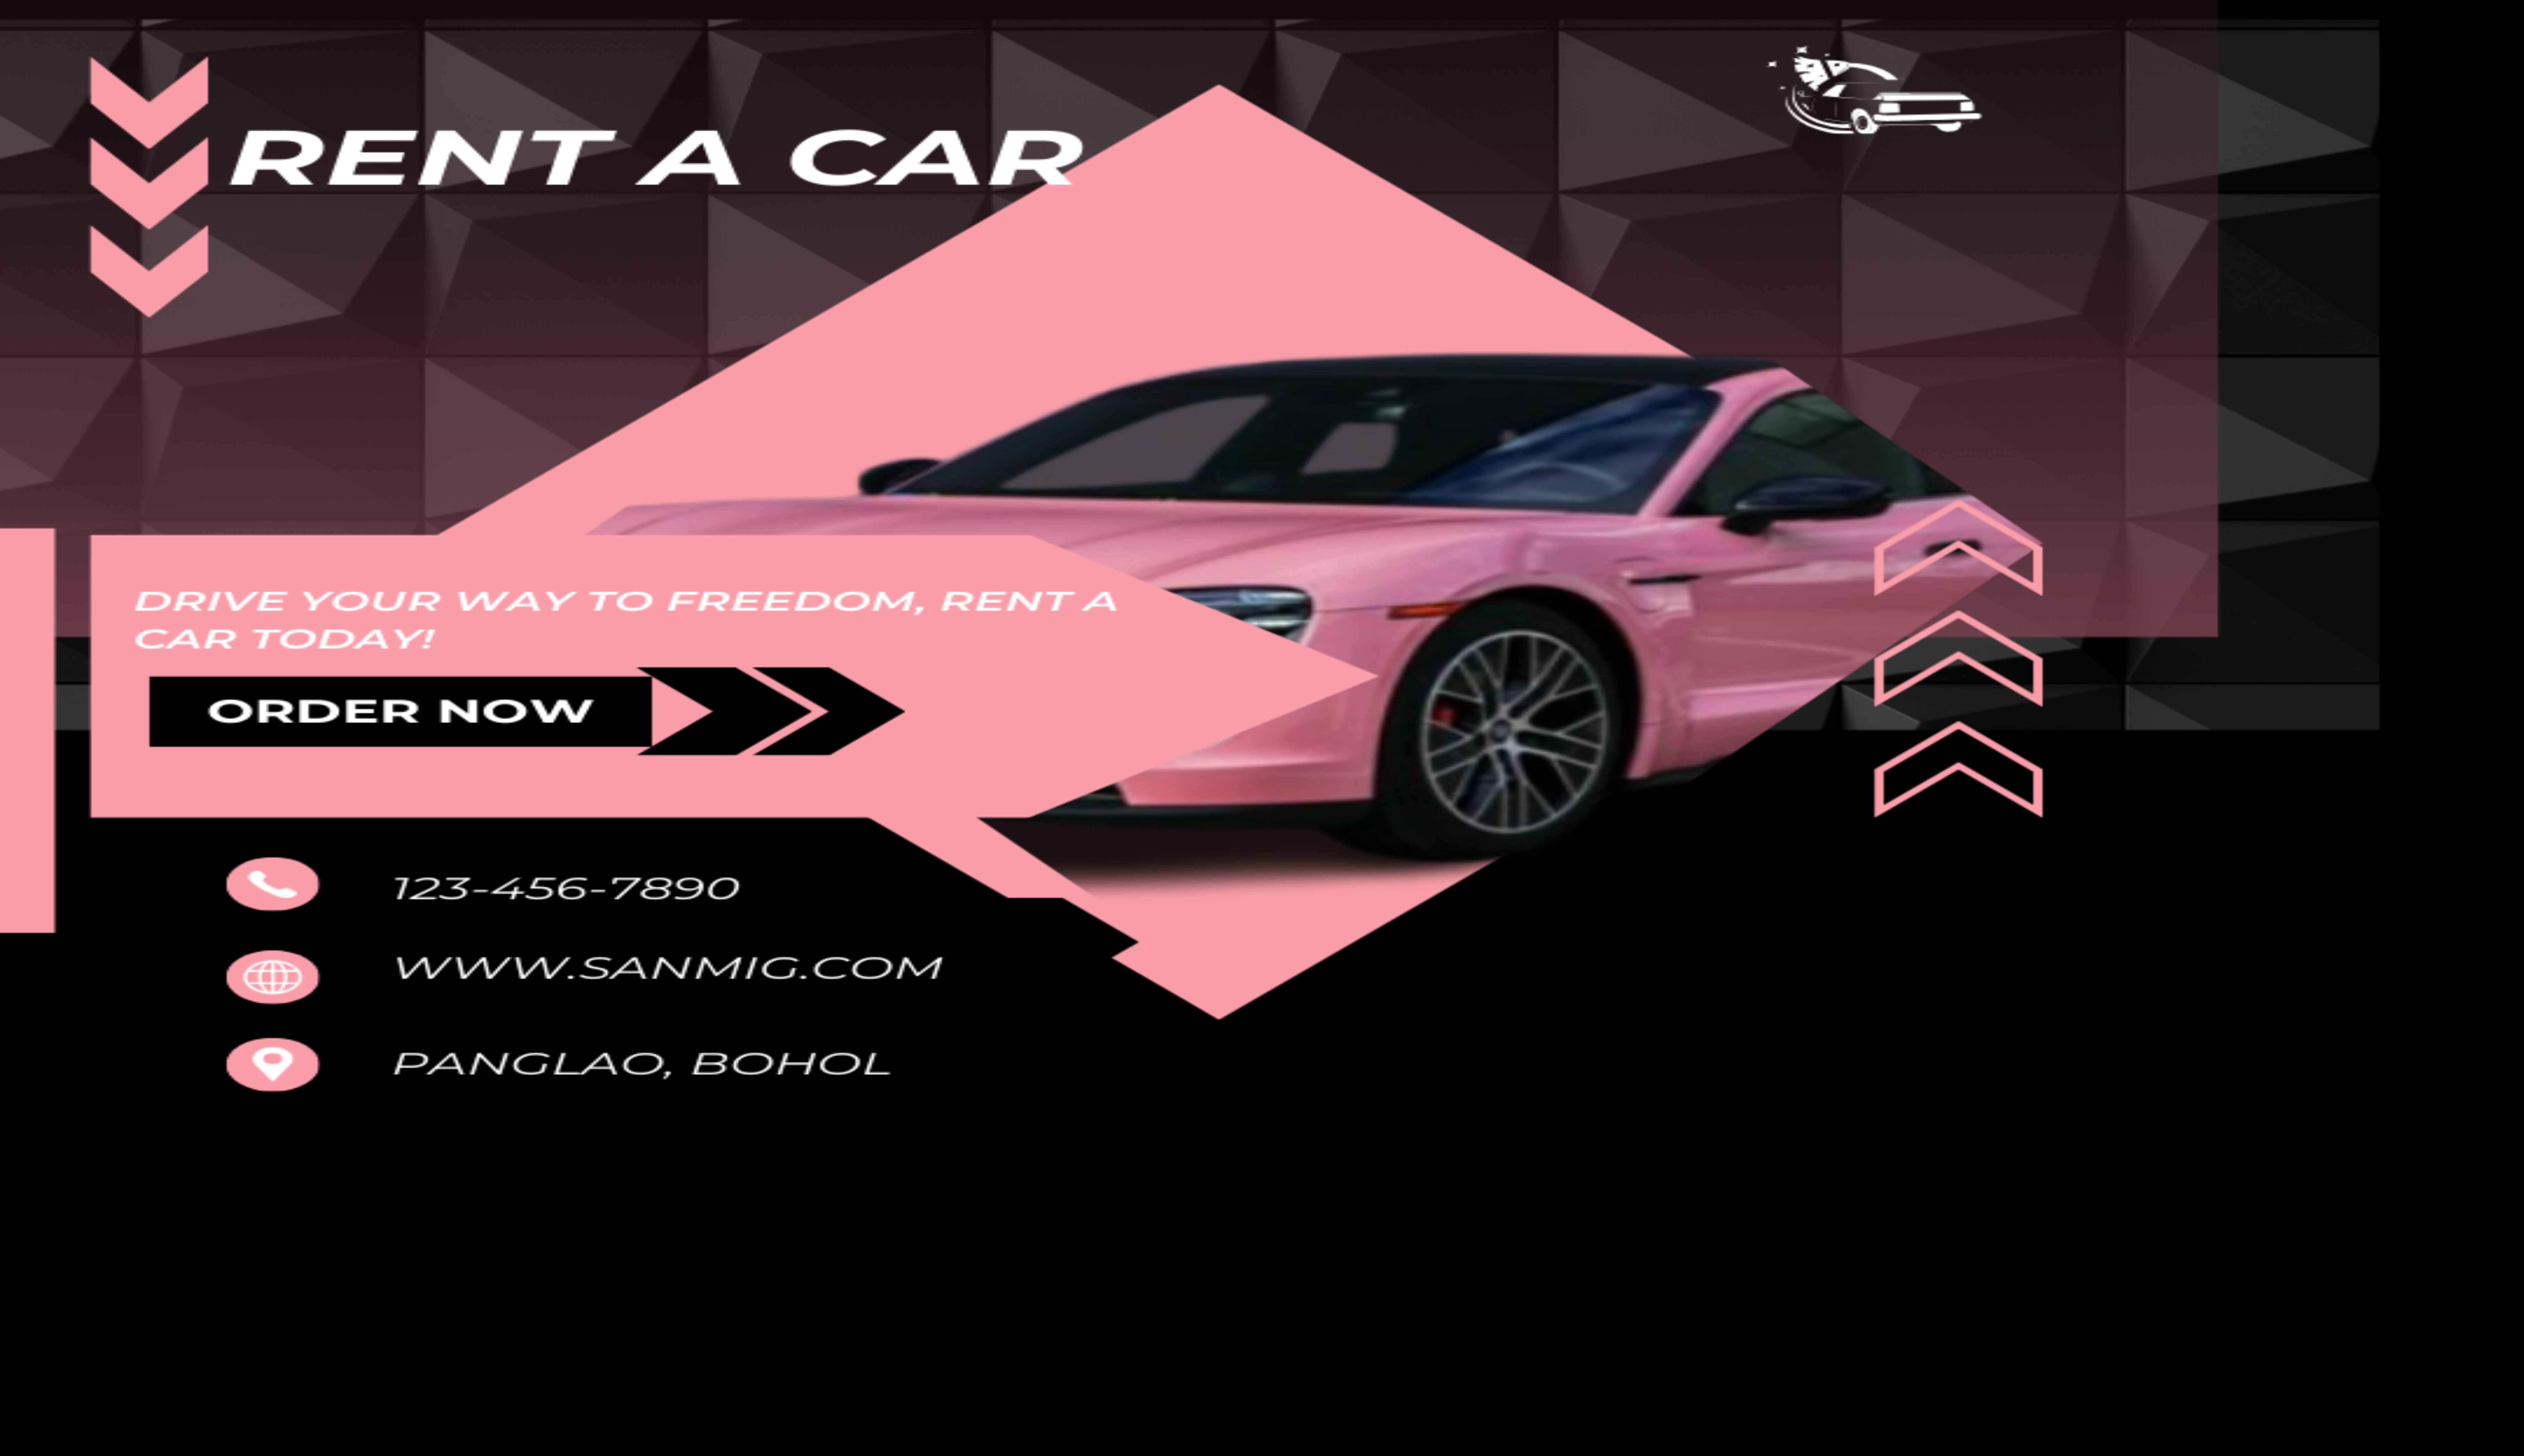 RENT A CAR
DRIVE YOUR WAY TO FREEDOM, RENT A
CAR TODAY!
ORDER NOW
123-456-7890
WWW.SANMIG.COM
PANGLAO, BOHOL